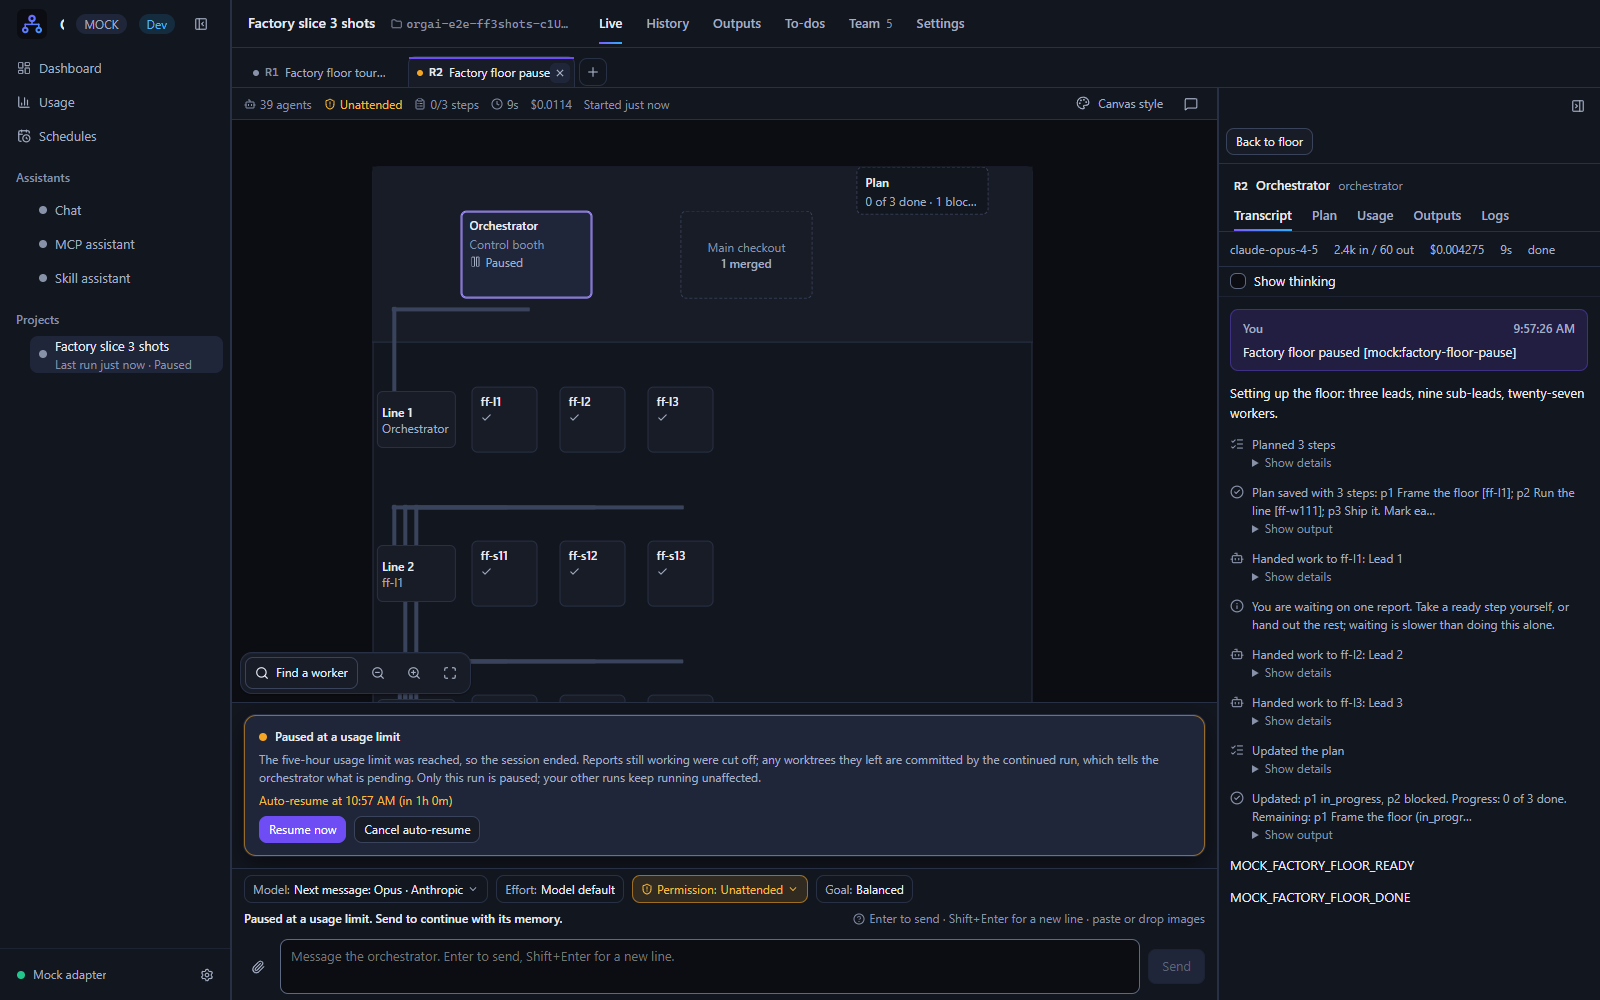 MOCK
Dev
Dashboard
Usage
Schedules
Assistants
Chat
MCP assistant
Skill assistant
Projects
Factory slice 3 shots
Last run just now · Paused
Mock adapter
Factory slice 3 shots
orgai-e2e-ff3shots-c1U…
Live
History
Outputs
To-dos
Team 5
Settings
R1 Factory floor tour…
R2 Factory floor pause
39 agents
Unattended
0/3 steps
9s
$0.0114
Started just now
Canvas style
Plan
0 of 3 done · 1 bloc…
Orchestrator
Control booth
Paused
Main checkout
1 merged
Line 1
Orchestrator
ff-l1
ff-l2
ff-l3
Line 2
ff-l1
ff-s11
ff-s12
ff-s13
Find a worker
Paused at a usage limit
The five-hour usage limit was reached, so the session ended. Reports still working were cut off; any worktrees they left are committed by the continued run, which tells the
orchestrator what is pending. Only this run is paused; your other runs keep running unaffected.
Auto-resume at 10:57 AM (in 1h 0m)
Resume now
Cancel auto-resume
Model: Next message: Opus · Anthropic
Effort: Model default
Permission: Unattended
Goal: Balanced
Paused at a usage limit. Send to continue with its memory.
Enter to send · Shift+Enter for a new line · paste or drop images
Message the orchestrator. Enter to send, Shift+Enter for a new line.
Send
Back to floor
R2 Orchestrator orchestrator
Transcript
Plan
Usage
Outputs
Logs
claude-opus-4-5
2.4k in / 60 out
$0.004275
9s
done
Show thinking
You
9:57:26 AM
Factory floor paused [mock:factory-floor-pause]
Setting up the floor: three leads, nine sub-leads, twenty-seven
workers.
Planned 3 steps
Show details
Plan saved with 3 steps: p1 Frame the floor [ff-l1]; p2 Run the
line [ff-w111]; p3 Ship it. Mark ea…
Show output
Handed work to ff-l1: Lead 1
Show details
You are waiting on one report. Take a ready step yourself, or
hand out the rest; waiting is slower than doing this alone.
Handed work to ff-l2: Lead 2
Show details
Handed work to ff-l3: Lead 3
Show details
Updated the plan
Show details
Updated: p1 in_progress, p2 blocked. Progress: 0 of 3 done.
Remaining: p1 Frame the floor (in_progr…
Show output
MOCK_FACTORY_FLOOR_READY
MOCK_FACTORY_FLOOR_DONE